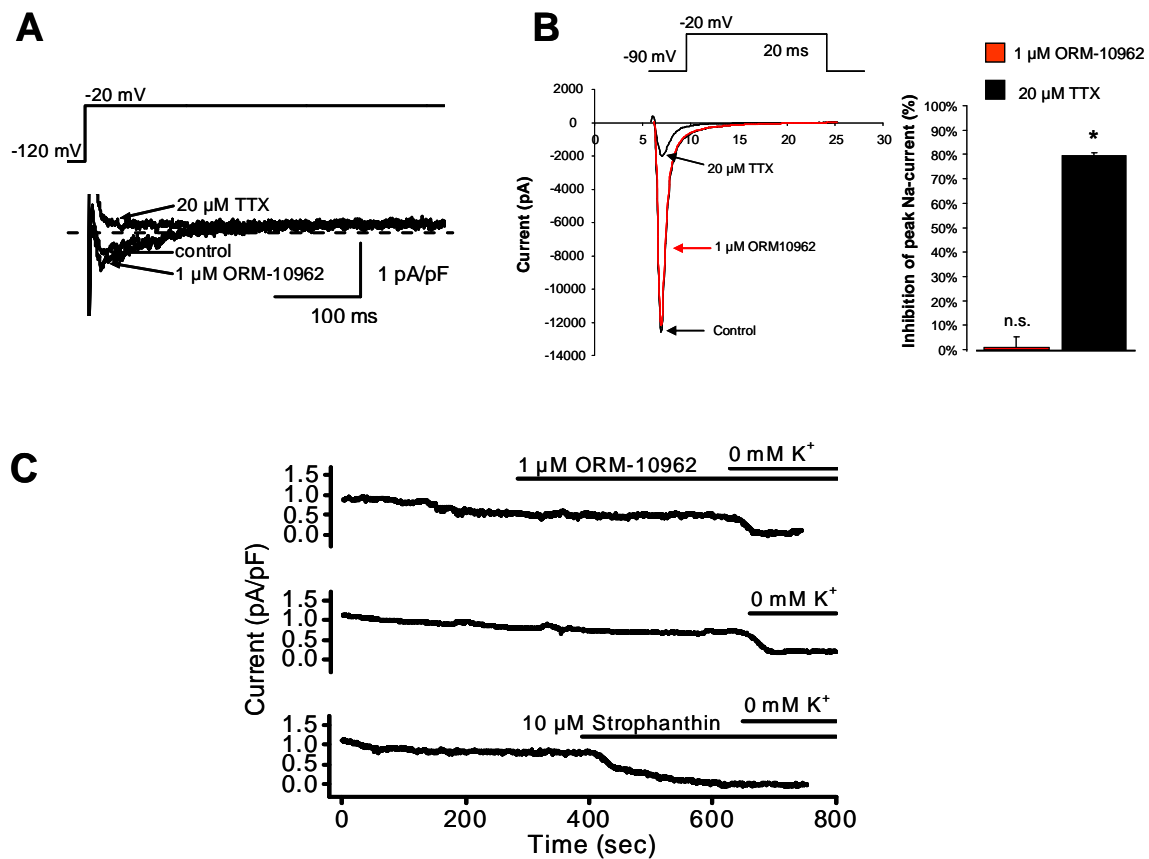 A
-20 mV
-120 mV
20 µM TTX
control
1 µM ORM-10962
1 pA/pF
100 ms
B
-20 mV
-90 mV
20 ms
2000
0
-2000
-4000
-6000
-8000
-10000
-12000
-14000
0 5 10 15 20 25 30
Current (pA)
20 µM TTX
1 µM ORM10962
Control
1 µM ORM-10962
20 µM TTX
Inhibition of peak Na-current (%)
100%
90%
80%
70%
60%
50%
40%
30%
20%
10%
0%
n.s.
*
C
1 µM ORM-10962
0 mM K+
1.5
1.0
0.5
0.0
0 mM K+
1.5
1.0
0.5
0.0
10 µM Strophanthin
0 mM K+
1.5
1.0
0.5
0.0
Current (pA/pF)
0 200 400 600 800
Time (sec)